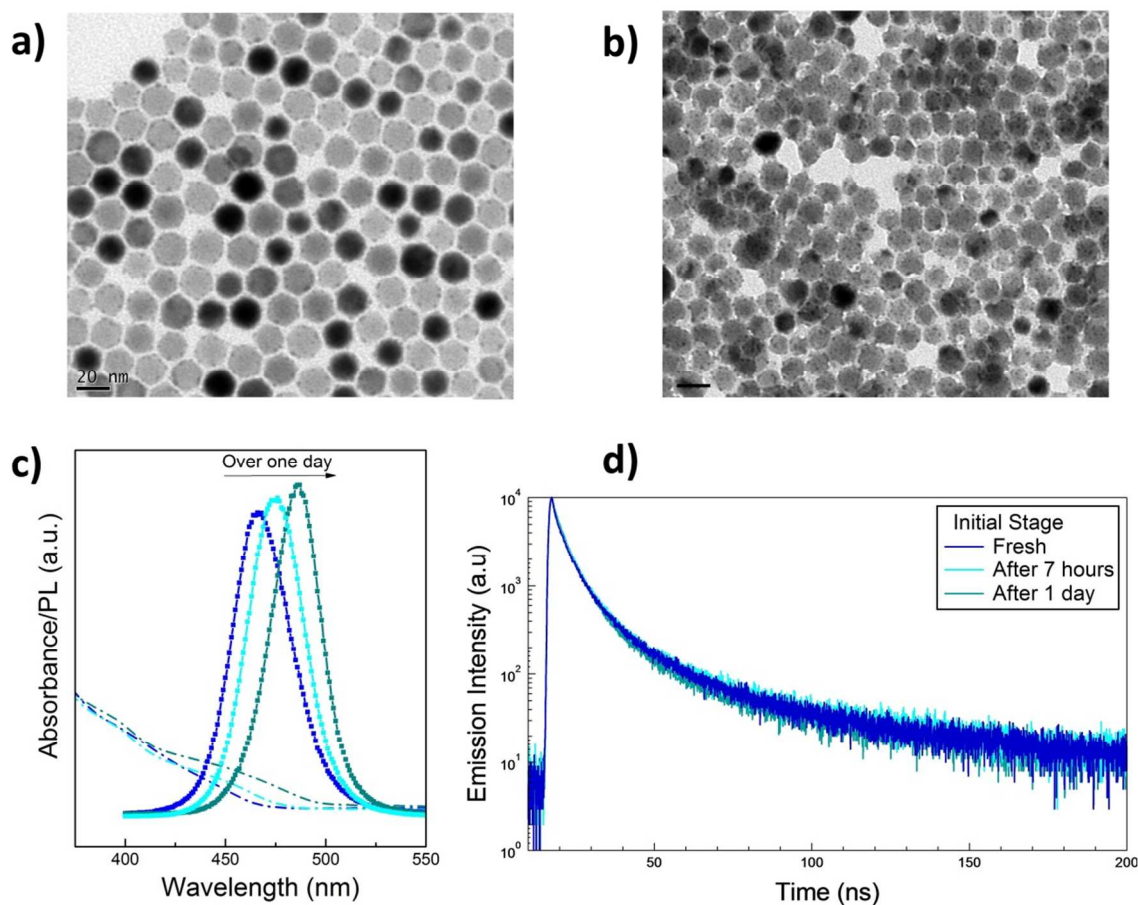 a)
b)
20 nm
c)
d)
Over one day
Absorbance/PL (a.u.)
400
450
500
550
Wavelength (nm)
Initial Stage
Fresh
After 7 hours
After 1 day
Emission Intensity (a.u)
10⁴
10³
10²
10¹
10⁰
50
100
150
200
Time (ns)